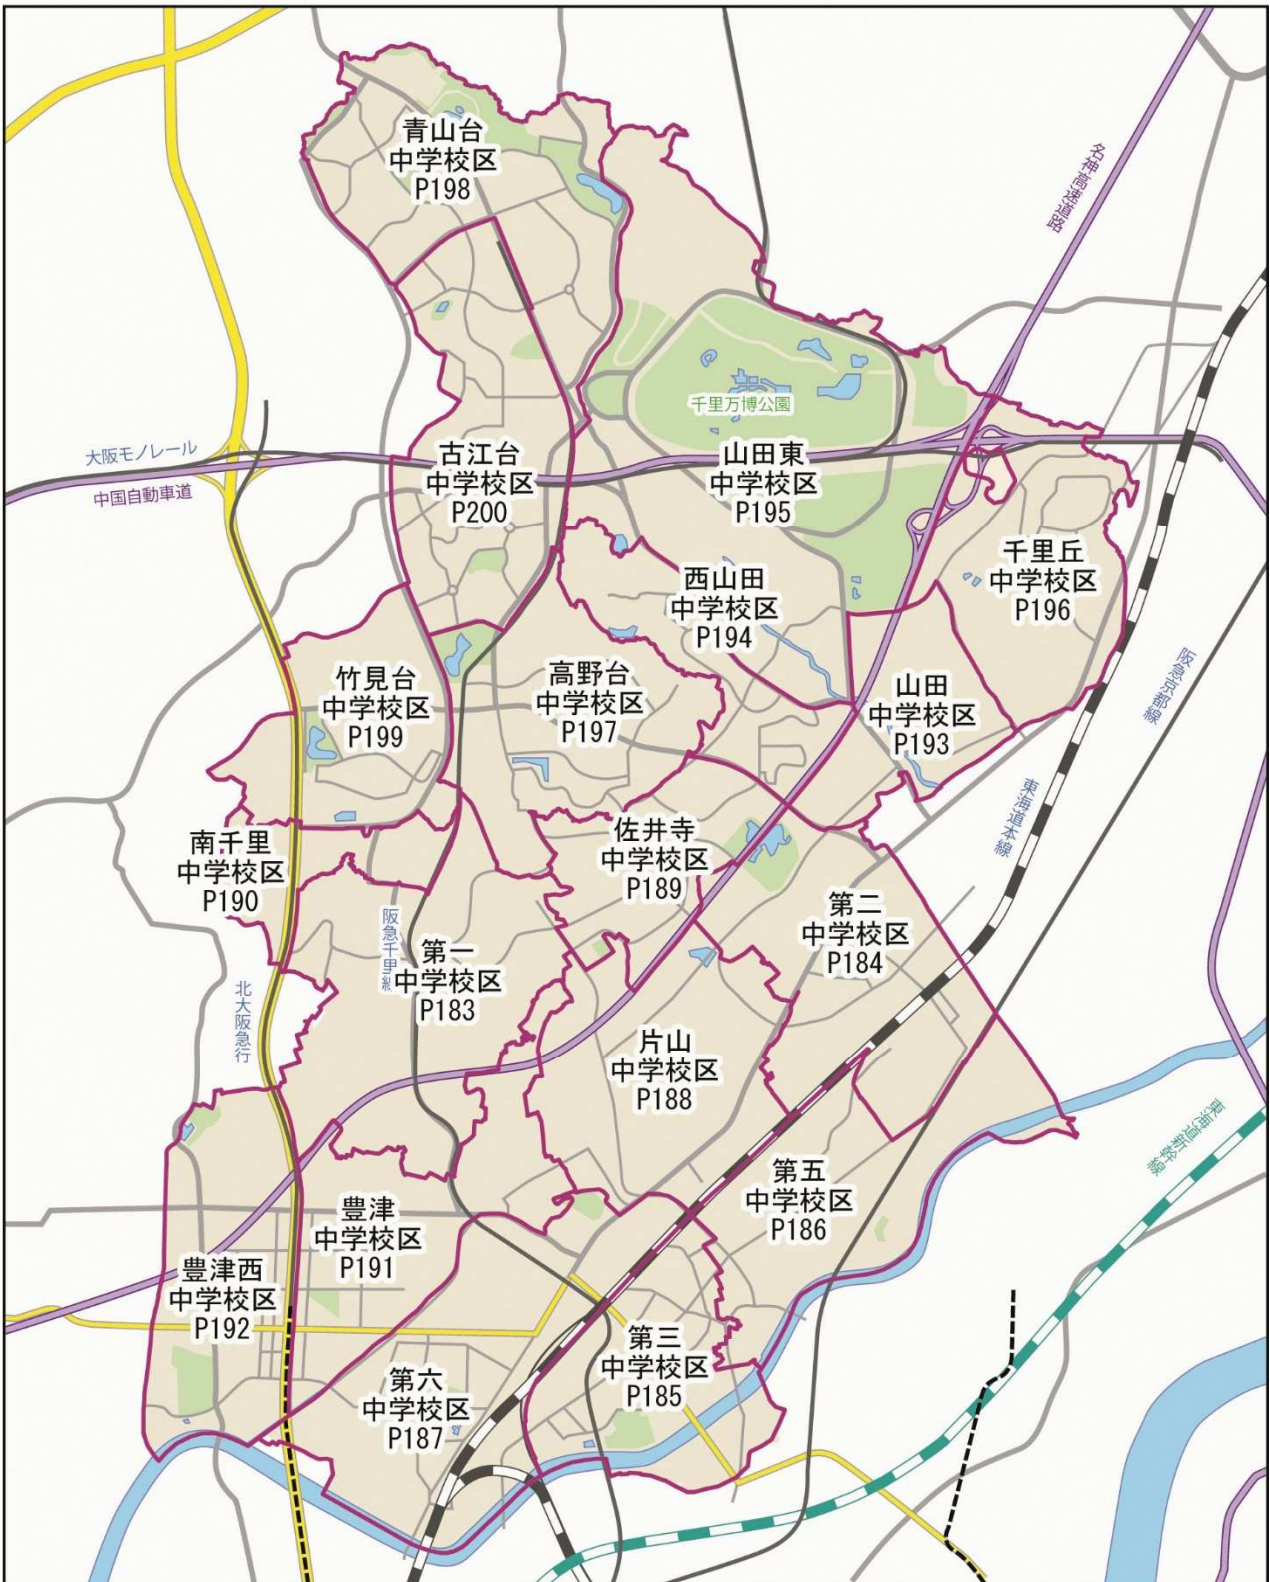 青山台
中学校区
P198
名神高速道路
千里万博公園
大阪モノレール
中国自動車道
古江台
中学校区
P200
山田東
中学校区
P195
千里丘
中学校区
P196
西山田
中学校区
P194
竹見台
中学校区
P199
高野台
中学校区
P197
山田
中学校区
P193
阪急京都線
東海道本線
南千里
中学校区
P190
佐井寺
中学校区
P189
第二
中学校区
P184
阪急千里線
第一
中学校区
P183
北大阪急行
片山
中学校区
P188
東海道新幹線
第五
中学校区
P186
豊津
中学校区
P191
豊津西
中学校区
P192
第三
中学校区
P185
第六
中学校区
P187